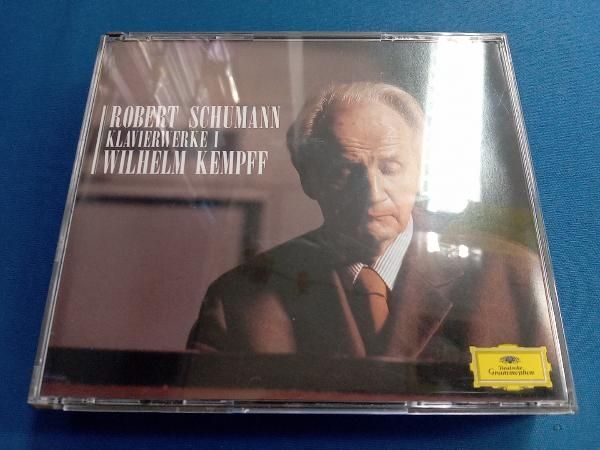 ROBERT SCHUMANN
KLAVIERWERKE I
WILHELM KEMPFF
Deutsche
Grammophon